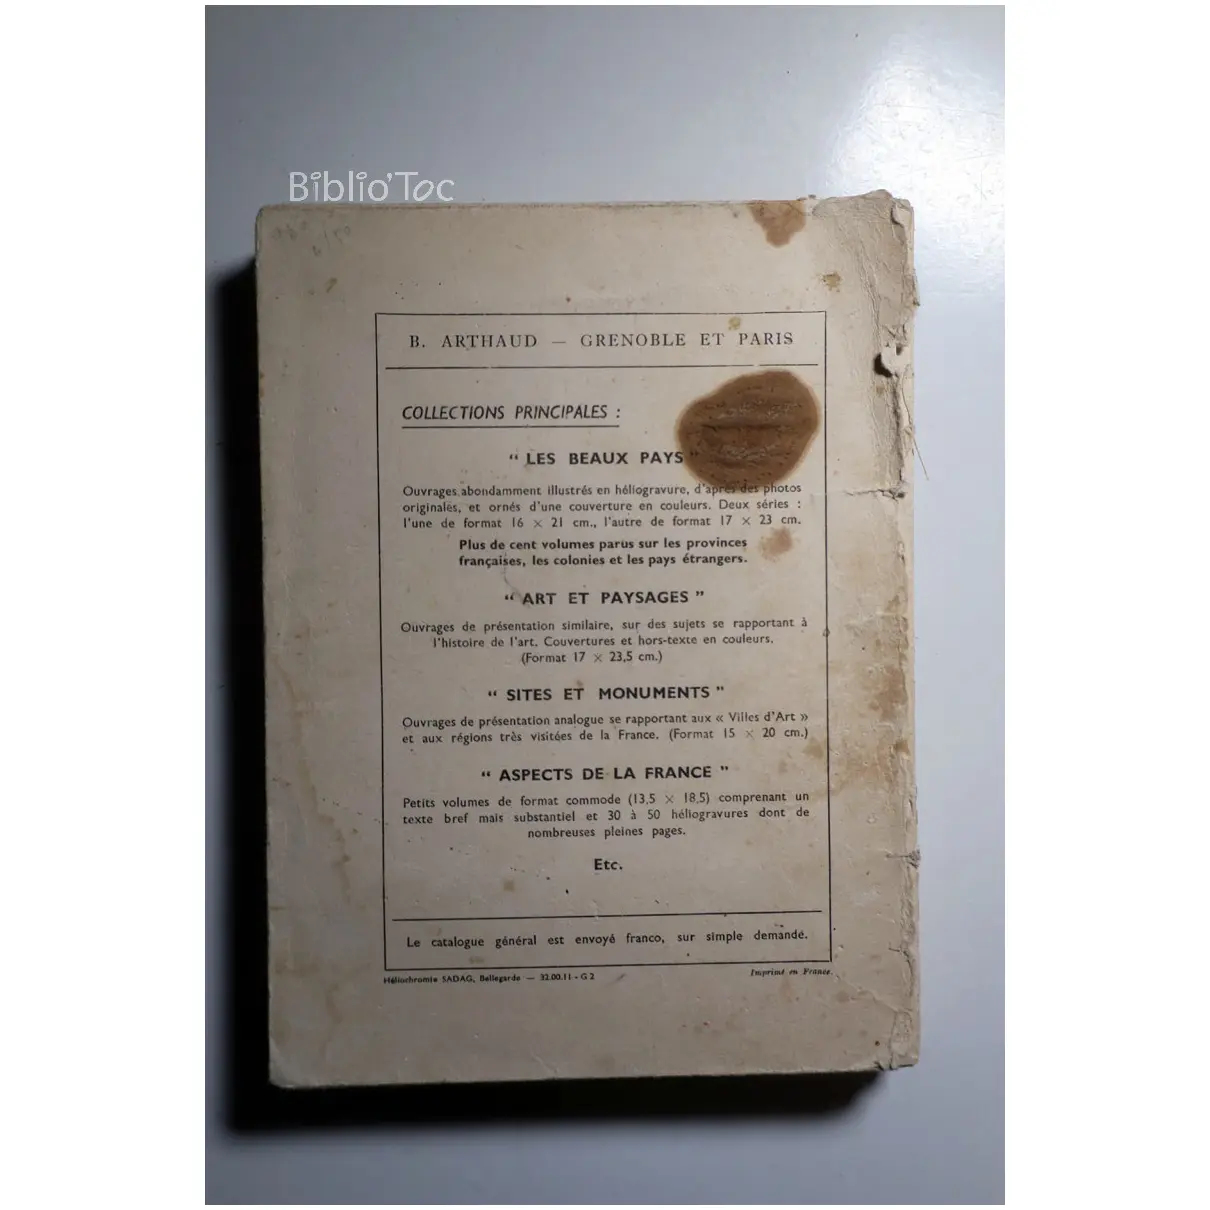 Biblio'Toc
B. ARTHAUD — GRENOBLE ET PARIS
COLLECTIONS PRINCIPALES :
“ LES BEAUX PAYS ”
Ouvrages abondamment illustrés en héliogravure, d'après des photos
originales, et ornés d'une couverture en couleurs. Deux séries :
l'une de format 16 × 21 cm., l'autre de format 17 × 23 cm.
Plus de cent volumes parus sur les provinces
françaises, les colonies et les pays étrangers.
“ ART ET PAYSAGES ”
Ouvrages de présentation similaire, sur des sujets se rapportant à
l'histoire de l'art. Couvertures et hors-texte en couleurs.
(Format 17 × 23,5 cm.)
“ SITES ET MONUMENTS ”
Ouvrages de présentation analogue se rapportant aux « Villes d'Art »
et aux régions très visitées de la France. (Format 15 × 20 cm.)
“ ASPECTS DE LA FRANCE ”
Petits volumes de format commode (13,5 × 18,5) comprenant un
texte bref mais substantiel et 30 à 50 héliogravures dont de
nombreuses pleines pages.
Etc.
Le catalogue général est envoyé franco, sur simple demande.
Héliochromie SADAG, Bellegarde — 32.00.11 - G 2
Imprimé en France.